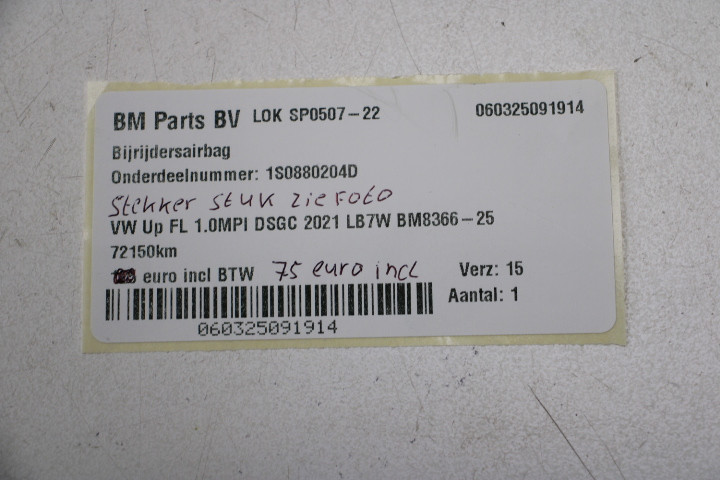 BM Parts BV LOK SP0507-22 060325091914
Bijrijdersairbag
Onderdeelnummer: 1S0880204D
Stekker stuk zie foto
VW Up FL 1.0MPI DSGC 2021 LB7W BM8366-25
72150km
euro incl BTW 75 euro incl Verz: 15
Aantal: 1
060325091914